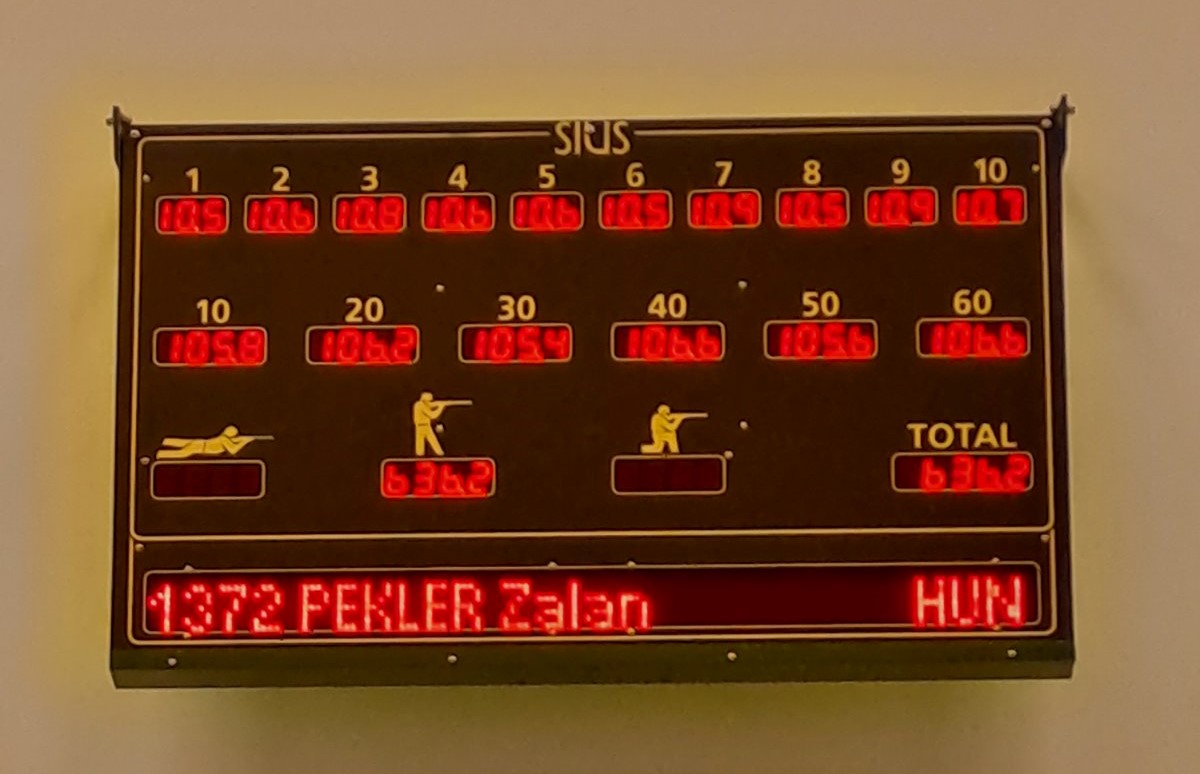 SIUS
1 2 3 4 5 6 7 8 9 10
10.5 10.6 10.8 10.6 10.6 10.5 10.9 10.5 10.9 10.7
10 20 30 40 50 60
105.8 106.2 105.4 106.6 105.6 106.6
TOTAL
636.2 636.2
1372 PEKLER Zalan HUN